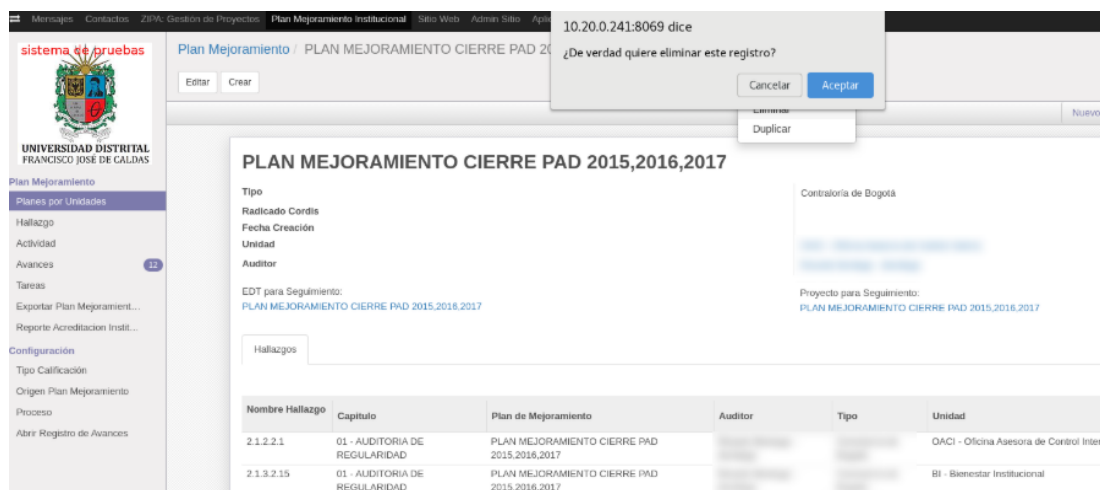 Mensajes Contactos ZIPA: Gestión de Proyectos Plan Mejoramiento Institucional Sitio Web Admin Sitio
10.20.0.241:8069 dice
¿De verdad quiere eliminar este registro?
Cancelar Aceptar
sistema de pruebas
UNIVERSIDAD DISTRITAL
FRANCISCO JOSÉ DE CALDAS
Plan Mejoramiento
Planes por Unidades
Hallazgo
Actividad
Avances 12
Tareas
Exportar Plan Mejoramient...
Reporte Acreditacion Instit...
Configuración
Tipo Calificación
Origen Plan Mejoramiento
Proceso
Abrir Registro de Avances
Plan Mejoramiento / PLAN MEJORAMIENTO CIERRE PAD
Editar Crear
Eliminar
Duplicar
Nuevo
PLAN MEJORAMIENTO CIERRE PAD 2015,2016,2017
Tipo Contraloría de Bogotá
Radicado Cordis
Fecha Creación
Unidad
Auditor
EDT para Seguimiento: Proyecto para Seguimiento:
PLAN MEJORAMIENTO CIERRE PAD 2015,2016,2017 PLAN MEJORAMIENTO CIERRE PAD 2015,2016,2017
Hallazgos
Nombre Hallazgo Capitulo Plan de Mejoramiento Auditor Tipo Unidad
2.1.2.2.1 01 - AUDITORIA DE PLAN MEJORAMIENTO CIERRE PAD OACI - Oficina Asesora de Control
REGULARIDAD 2015,2016,2017
2.1.3.2.15 01 - AUDITORIA DE PLAN MEJORAMIENTO CIERRE PAD BI - Bienestar Institucional
REGULARIDAD 2015,2016,2017